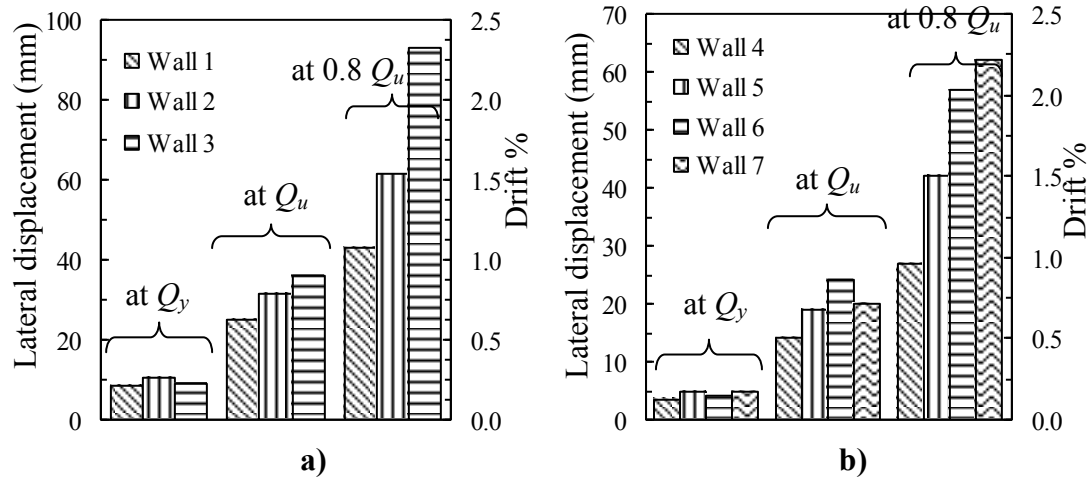 Lateral displacement (mm)
100
80
60
40
20
0
Wall 1
Wall 2
Wall 3
at Qy
at Qu
at 0.8 Qu
2.5
2.0
1.5
1.0
0.5
0.0
Drift %
a)
Lateral displacement (mm)
70
60
50
40
30
20
10
0
Wall 4
Wall 5
Wall 6
Wall 7
at Qy
at Qu
at 0.8 Qu
2.5
2.0
1.5
1.0
0.5
0.0
Drift %
b)